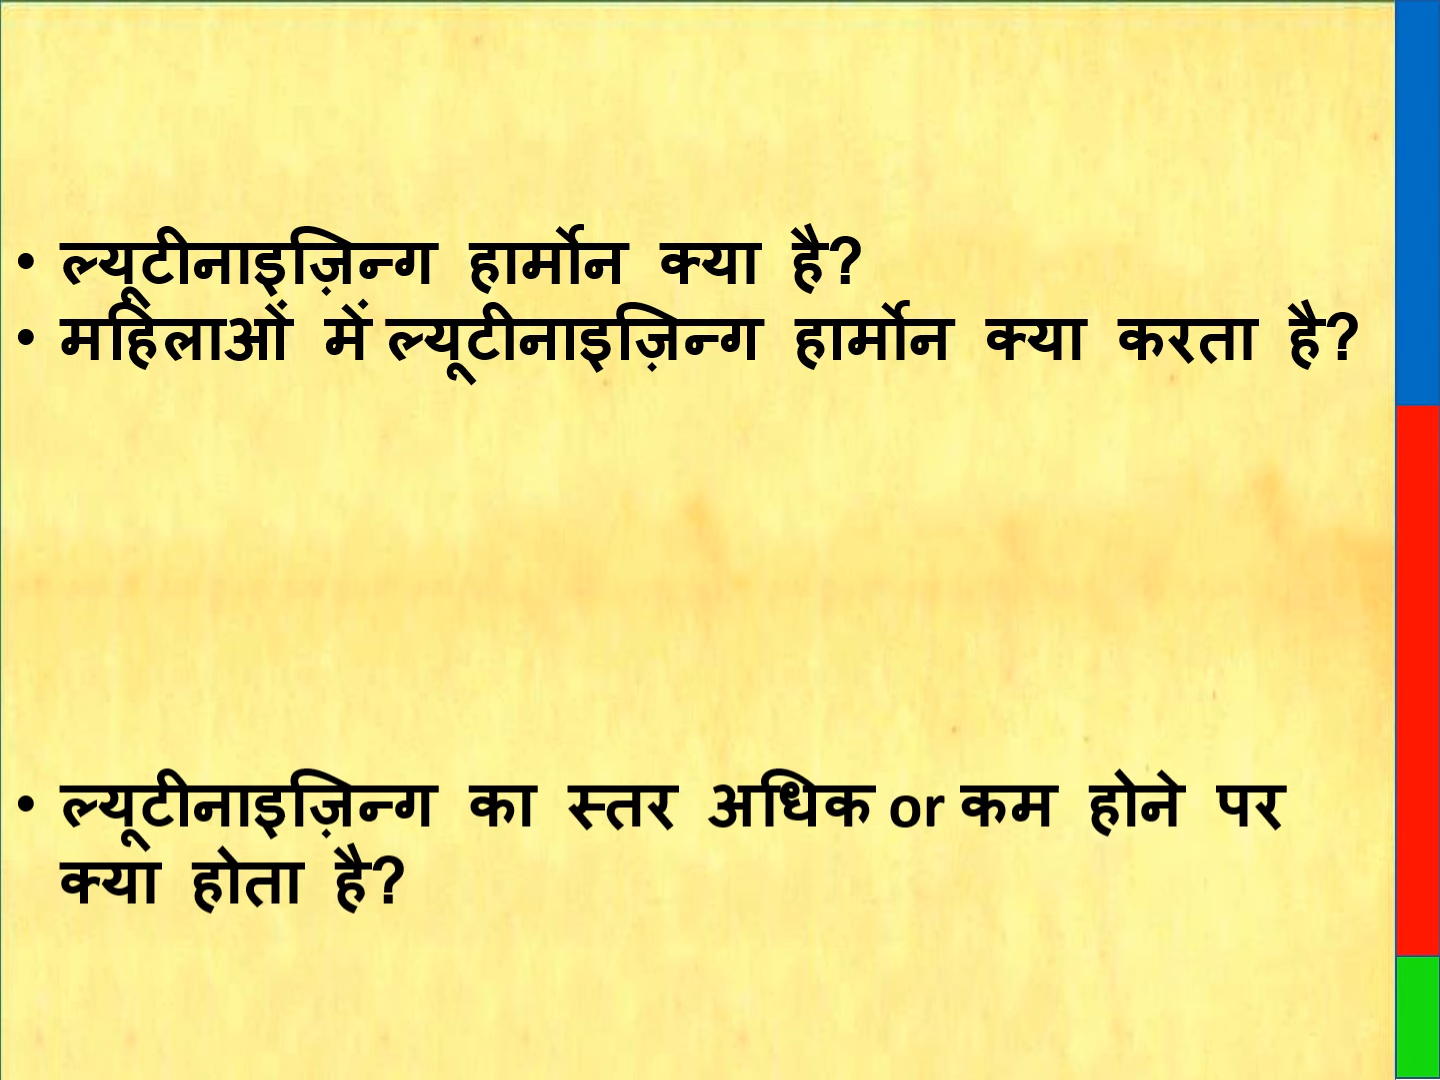 • ल्यूटीनाइज़िन्ग हार्मोन क्या है?
• महिलाओं में ल्यूटीनाइज़िन्ग हार्मोन क्या करता है?
• ल्यूटीनाइज़िन्ग का स्तर अधिक or कम होने पर
क्या होता है?